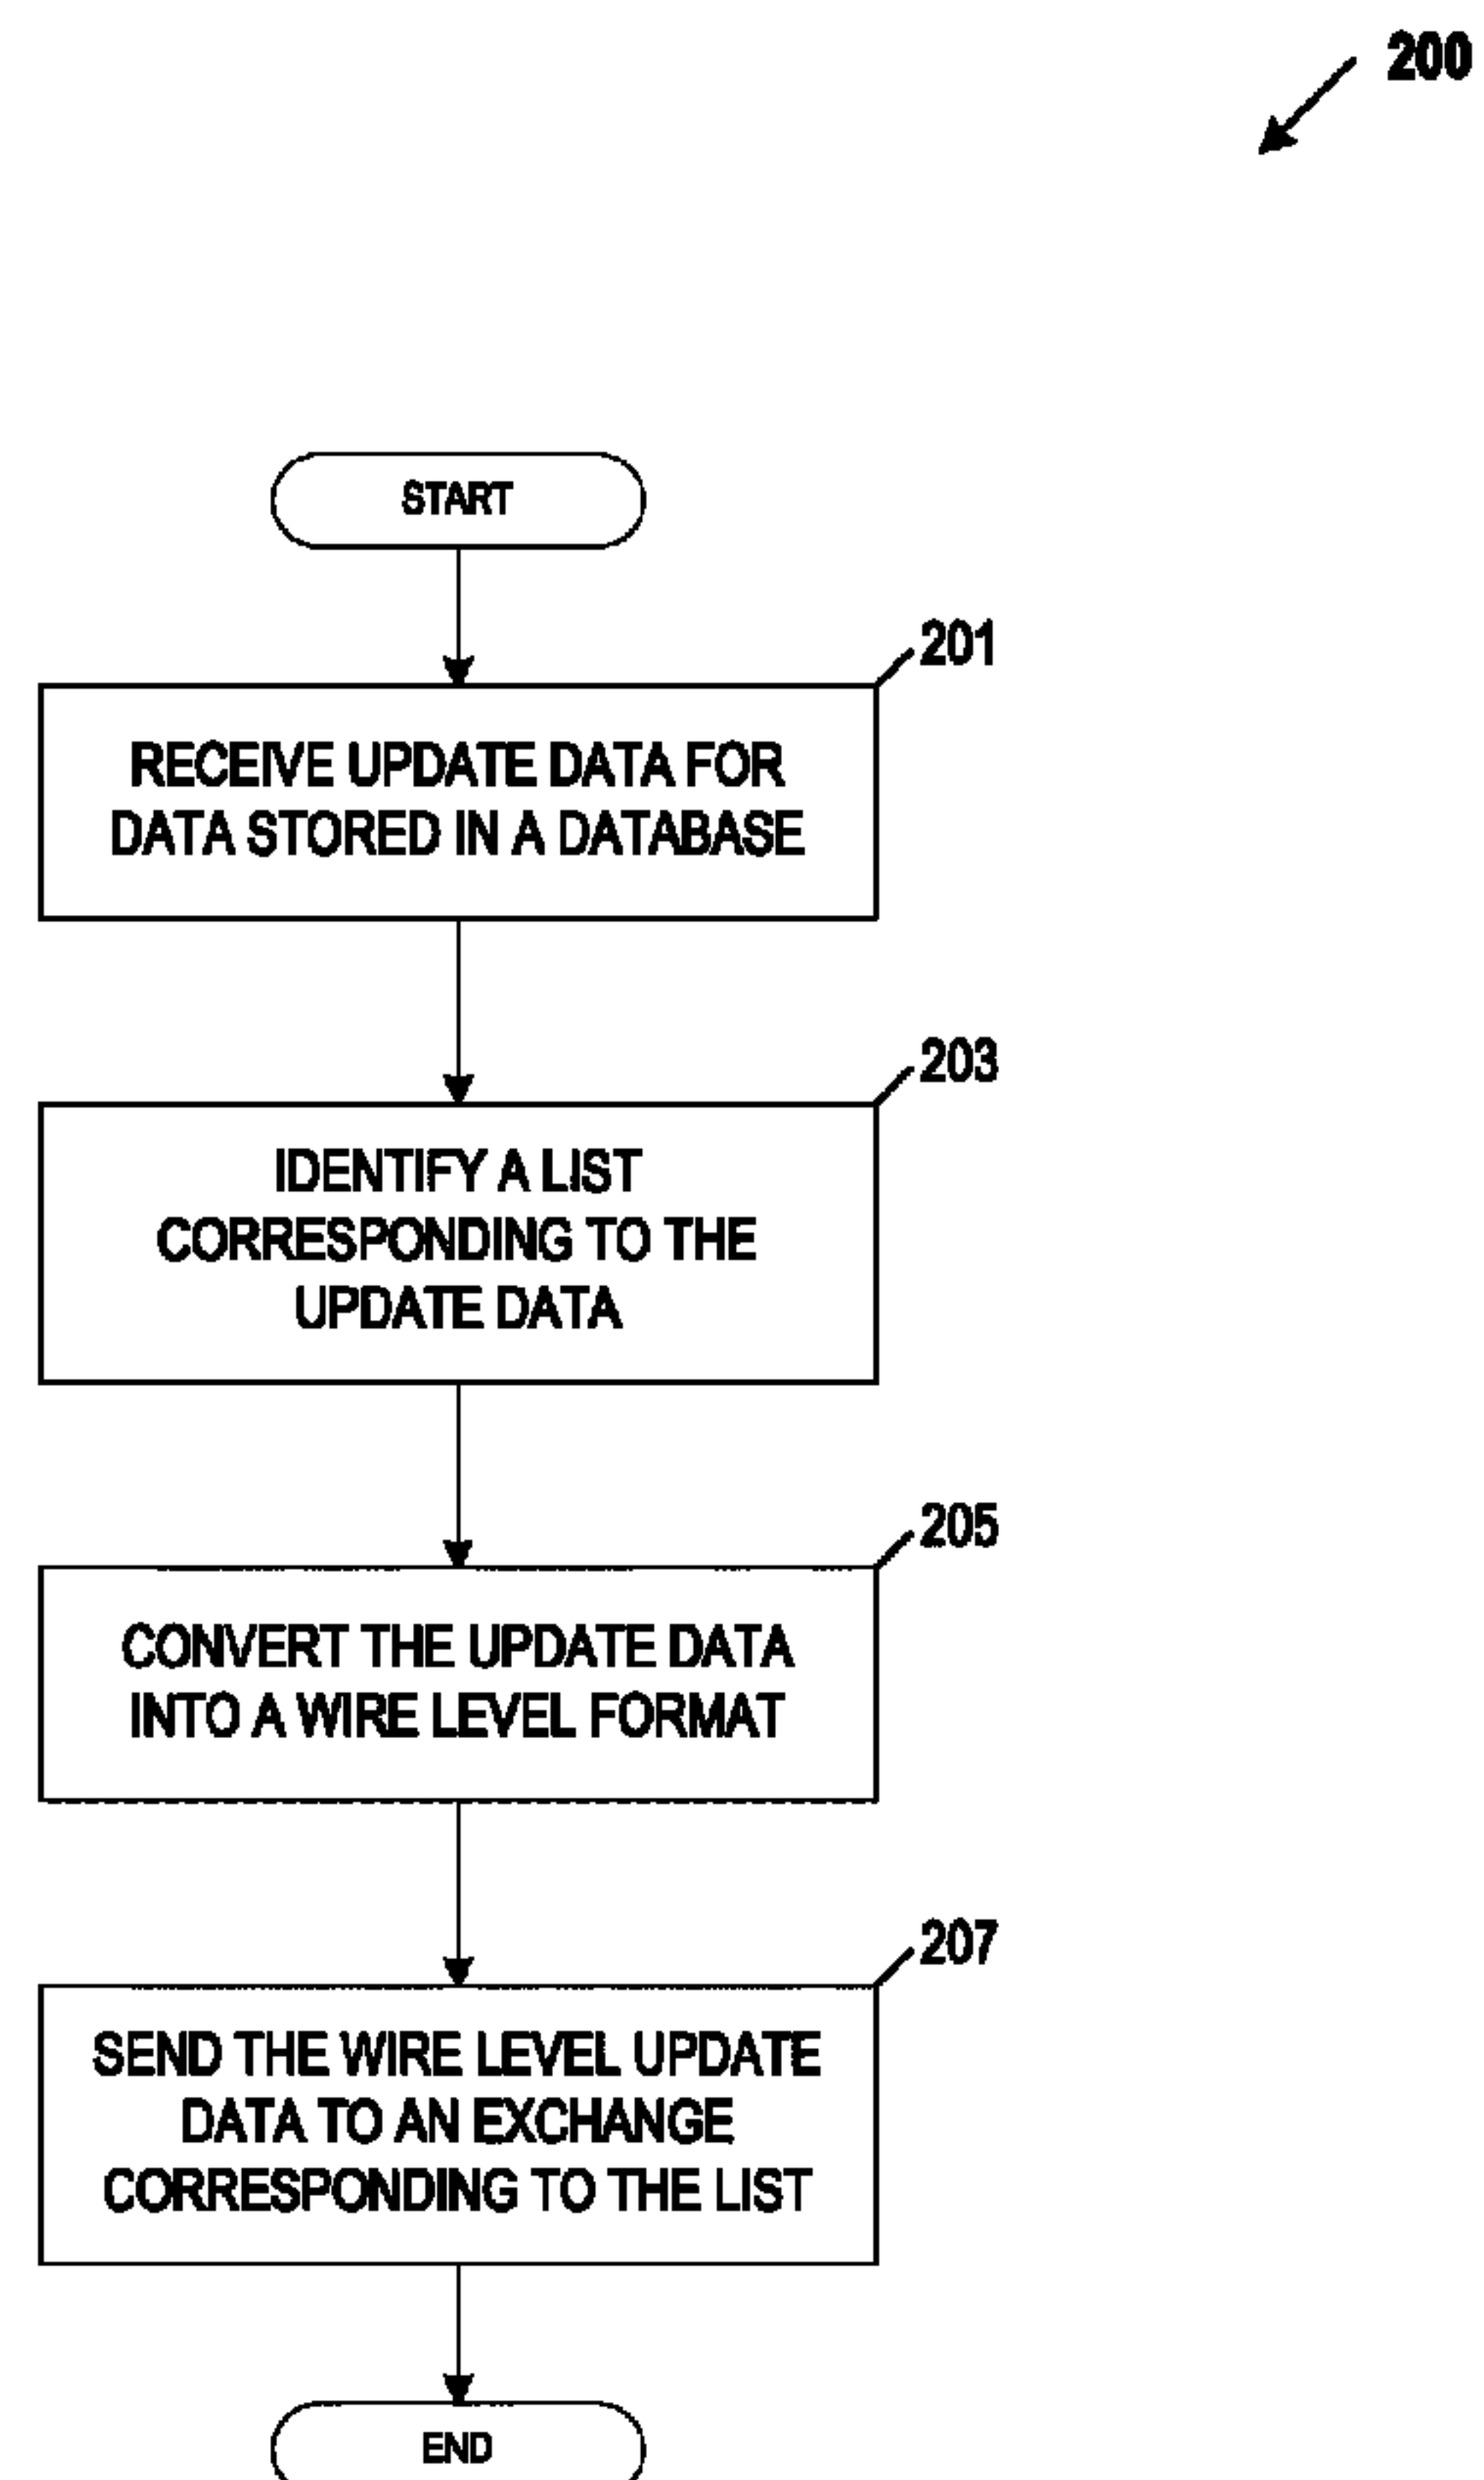 200
START
201
RECEIVE UPDATE DATA FOR
DATA STORED IN A DATABASE
203
IDENTIFY A LIST
CORRESPONDING TO THE
UPDATE DATA
205
CONVERT THE UPDATE DATA
INTO A WIRE LEVEL FORMAT
207
SEND THE WIRE LEVEL UPDATE
DATA TO AN EXCHANGE
CORRESPONDING TO THE LIST
END